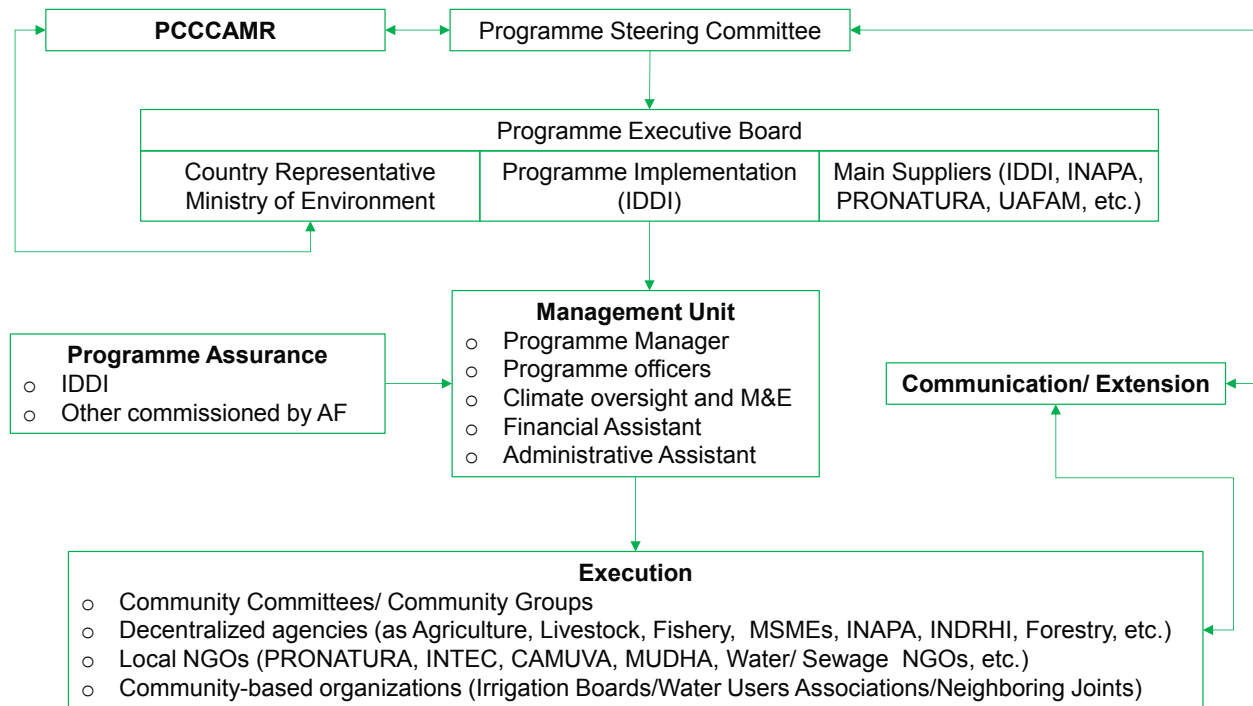 PCCCAMR
Programme Steering Committee
Programme Executive Board
Country Representative
Ministry of Environment
Programme Implementation
(IDDI)
Main Suppliers (IDDI, INAPA,
PRONATURA, UAFAM, etc.)
Management Unit
o Programme Manager
o Programme officers
o Climate oversight and M&E
o Financial Assistant
o Administrative Assistant
Programme Assurance
o IDDI
o Other commissioned by AF
Communication/ Extension
Execution
o Community Committees/ Community Groups
o Decentralized agencies (as Agriculture, Livestock, Fishery, MSMEs, INAPA, INDRHI, Forestry, etc.)
o Local NGOs (PRONATURA, INTEC, CAMUVA, MUDHA, Water/ Sewage NGOs, etc.)
o Community-based organizations (Irrigation Boards/Water Users Associations/Neighboring Joints)